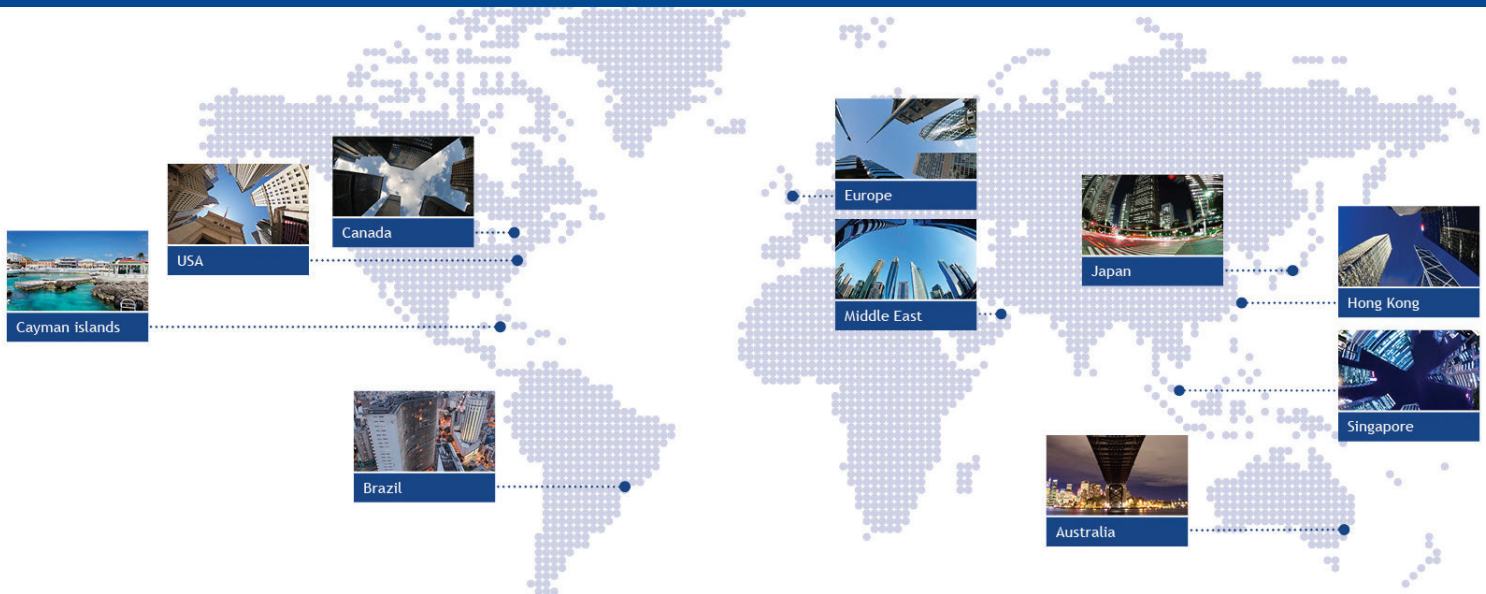 Canada
USA
Cayman islands
Brazil
Europe
Middle East
Japan
Hong Kong
Singapore
Australia